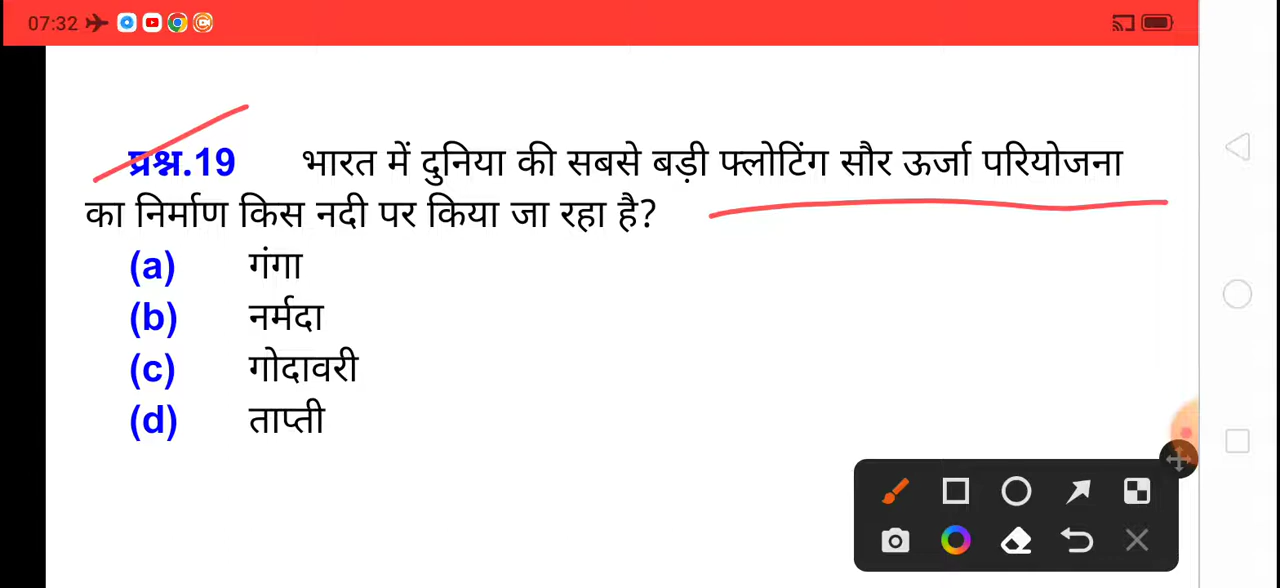 07:32
प्रश्न.19 भारत में दुनिया की सबसे बड़ी फ्लोटिंग सौर ऊर्जा परियोजना
का निर्माण किस नदी पर किया जा रहा है?
(a) गंगा
(b) नर्मदा
(c) गोदावरी
(d) ताप्ती